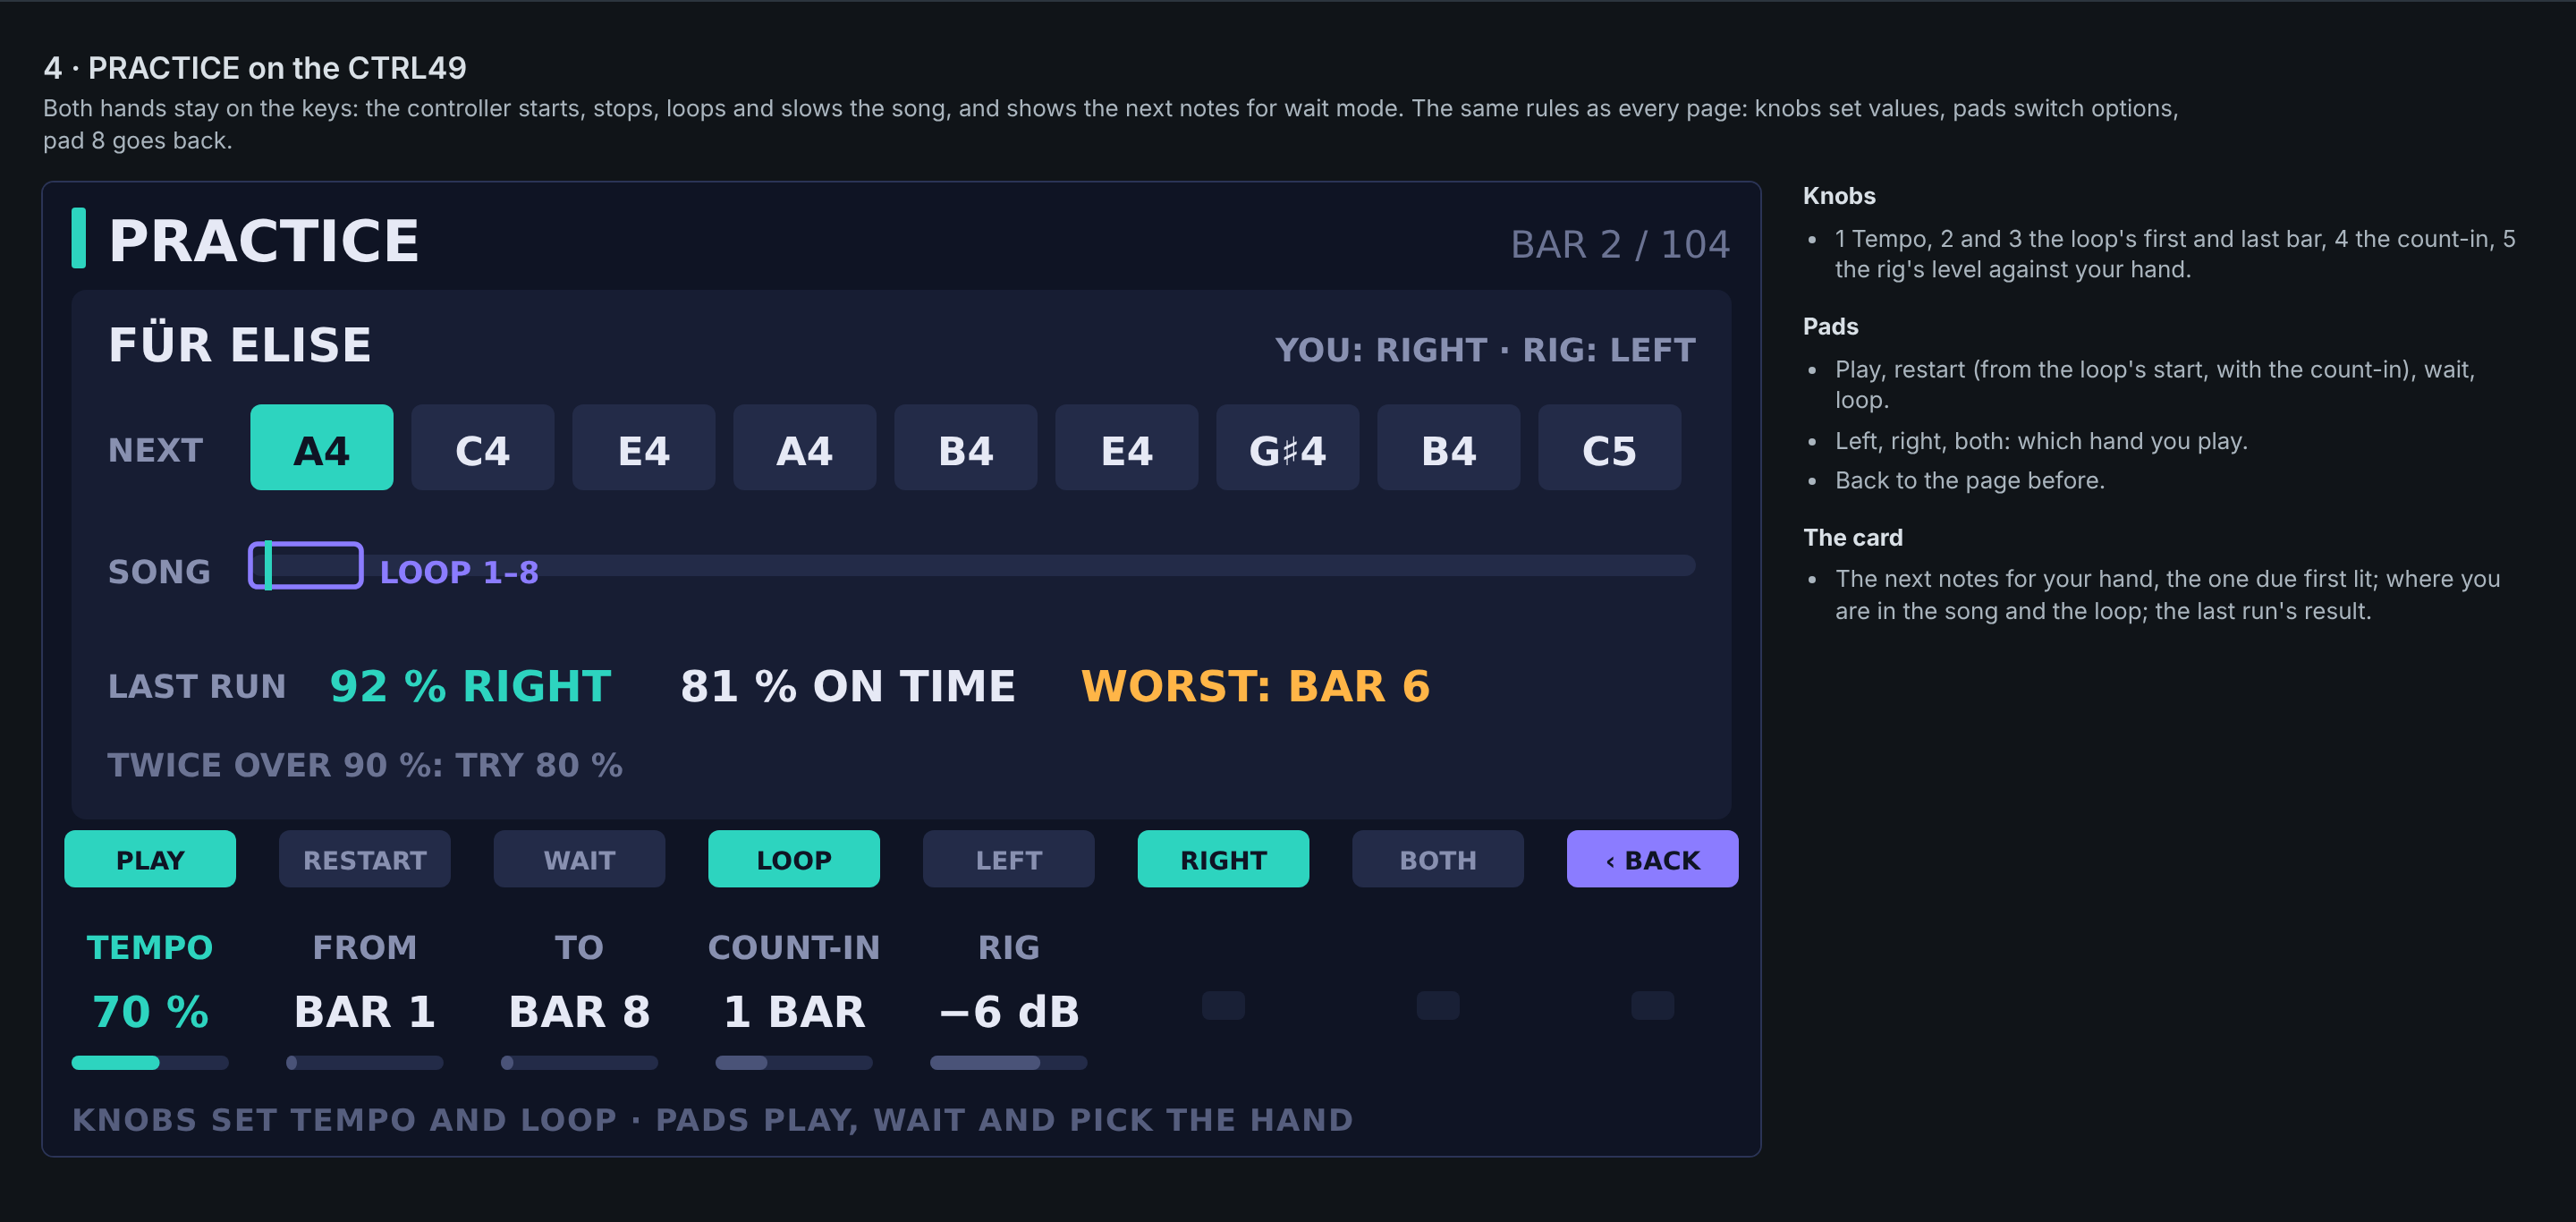 4 · PRACTICE on the CTRL49
Both hands stay on the keys: the controller starts, stops, loops and slows the song, and shows the next notes for wait mode. The same rules as every page: knobs set values, pads switch options,
pad 8 goes back.
PRACTICE
BAR 2 / 104
FÜR ELISE
YOU: RIGHT · RIG: LEFT
NEXT A4 C4 E4 A4 B4 E4 G♯4 B4 C5
SONG LOOP 1–8
LAST RUN 92 % RIGHT 81 % ON TIME WORST: BAR 6
TWICE OVER 90 %: TRY 80 %
PLAY RESTART WAIT LOOP LEFT RIGHT BOTH ‹ BACK
TEMPO FROM TO COUNT-IN RIG
70 % BAR 1 BAR 8 1 BAR −6 dB
KNOBS SET TEMPO AND LOOP · PADS PLAY, WAIT AND PICK THE HAND
Knobs
• 1 Tempo, 2 and 3 the loop's first and last bar, 4 the count-in, 5
the rig's level against your hand.
Pads
• Play, restart (from the loop's start, with the count-in), wait,
loop.
• Left, right, both: which hand you play.
• Back to the page before.
The card
• The next notes for your hand, the one due first lit; where you
are in the song and the loop; the last run's result.